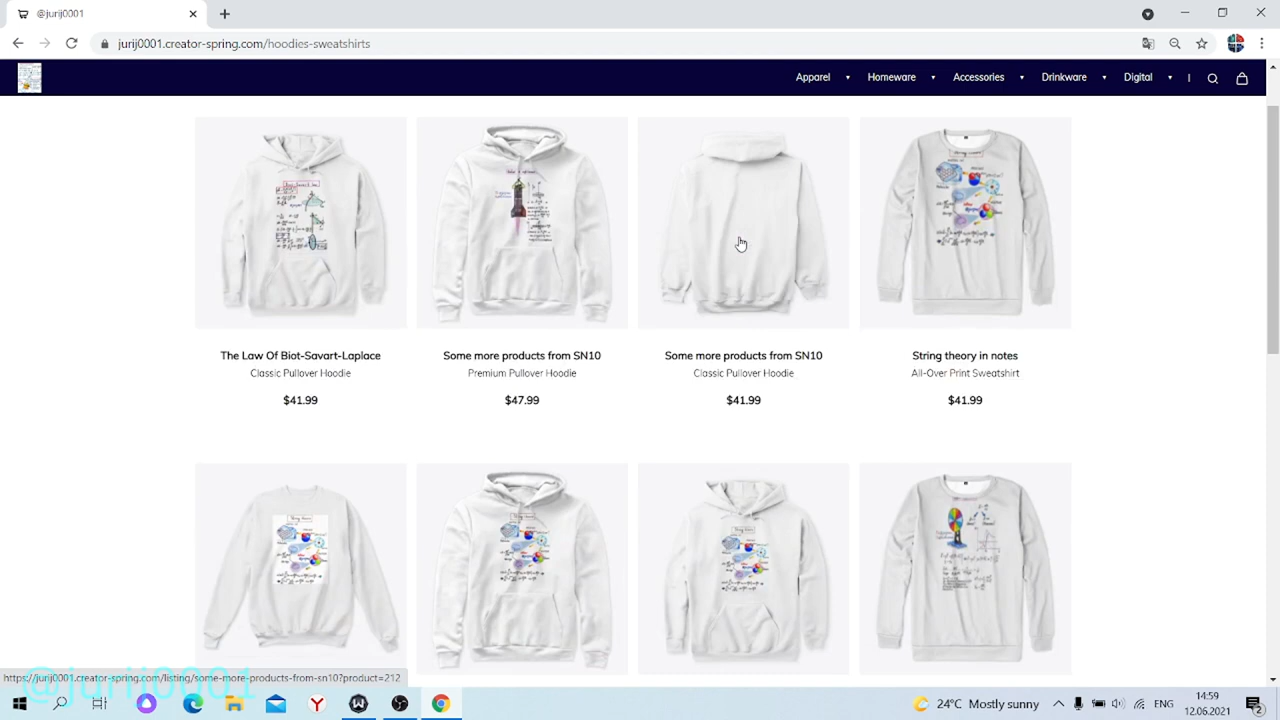 @jurij0001
jurij0001.creator-spring.com/hoodies-sweatshirts
Apparel
Homeware
Accessories
Drinkware
Digital
The Law Of Biot-Savart-Laplace
Classic Pullover Hoodie
$41.99
Some more products from SN10
Premium Pullover Hoodie
$47.99
Some more products from SN10
Classic Pullover Hoodie
$41.99
String theory in notes
All-Over Print Sweatshirt
$41.99
https://jurij0001.creator-spring.com/listing/some-more-products-from-sn10?product=212
@jurij0001
24°C Mostly sunny
ENG
14:59
12.06.2021
2